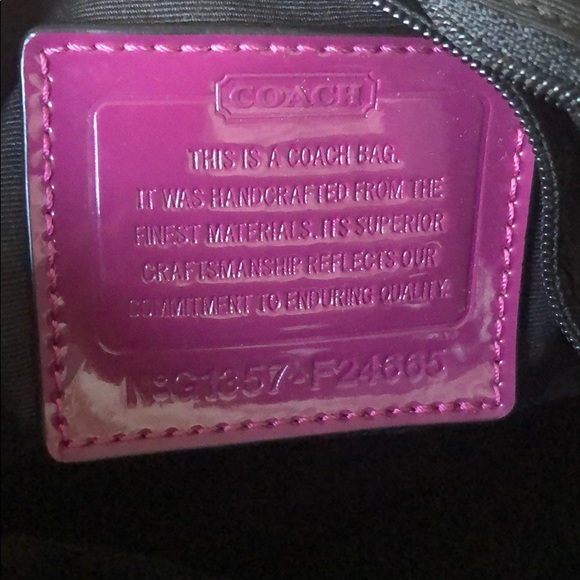 COACH
THIS IS A COACH BAG.
IT WAS HANDCRAFTED FROM THE
FINEST MATERIALS. ITS SUPERIOR
CRAFTSMANSHIP REFLECTS OUR
COMMITMENT TO ENDURING QUALITY.
Nº G1357-F24665